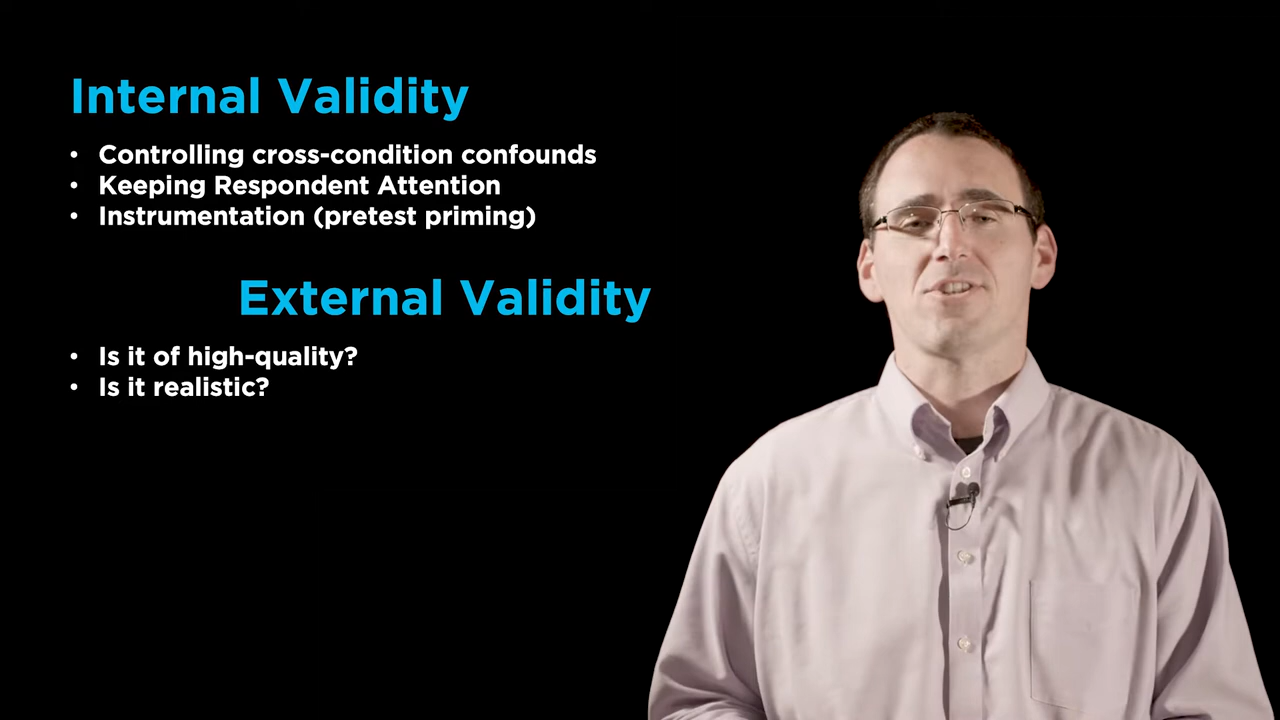 Internal Validity
• Controlling cross-condition confounds
• Keeping Respondent Attention
• Instrumentation (pretest priming)
External Validity
• Is it of high-quality?
• Is it realistic?